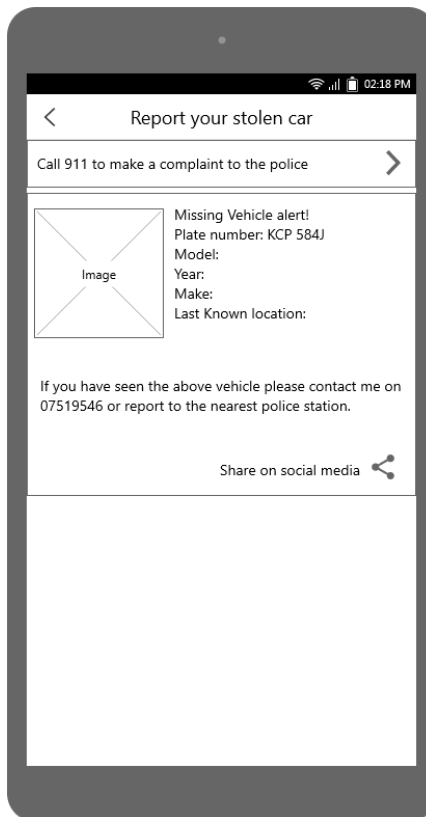 02:18 PM
Report your stolen car
Call 911 to make a complaint to the police
Missing Vehicle alert!
Plate number: KCP 584J
Model:
Image
Year:
Make:
Last Known location:
If you have seen the above vehicle please contact me on
07519546 or report to the nearest police station.
Share on social media